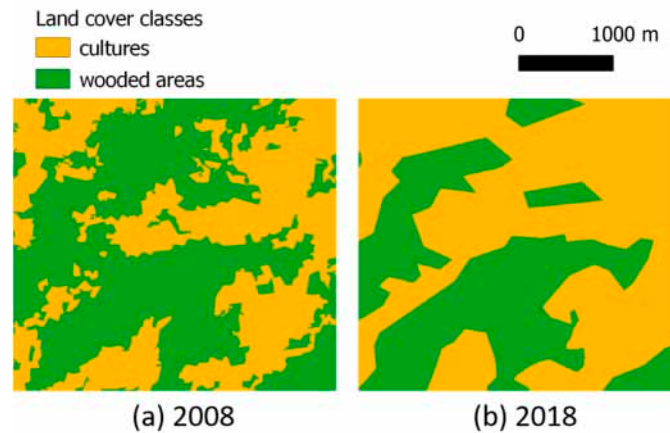 Land cover classes
cultures
wooded areas
0 1000 m
(a) 2008
(b) 2018